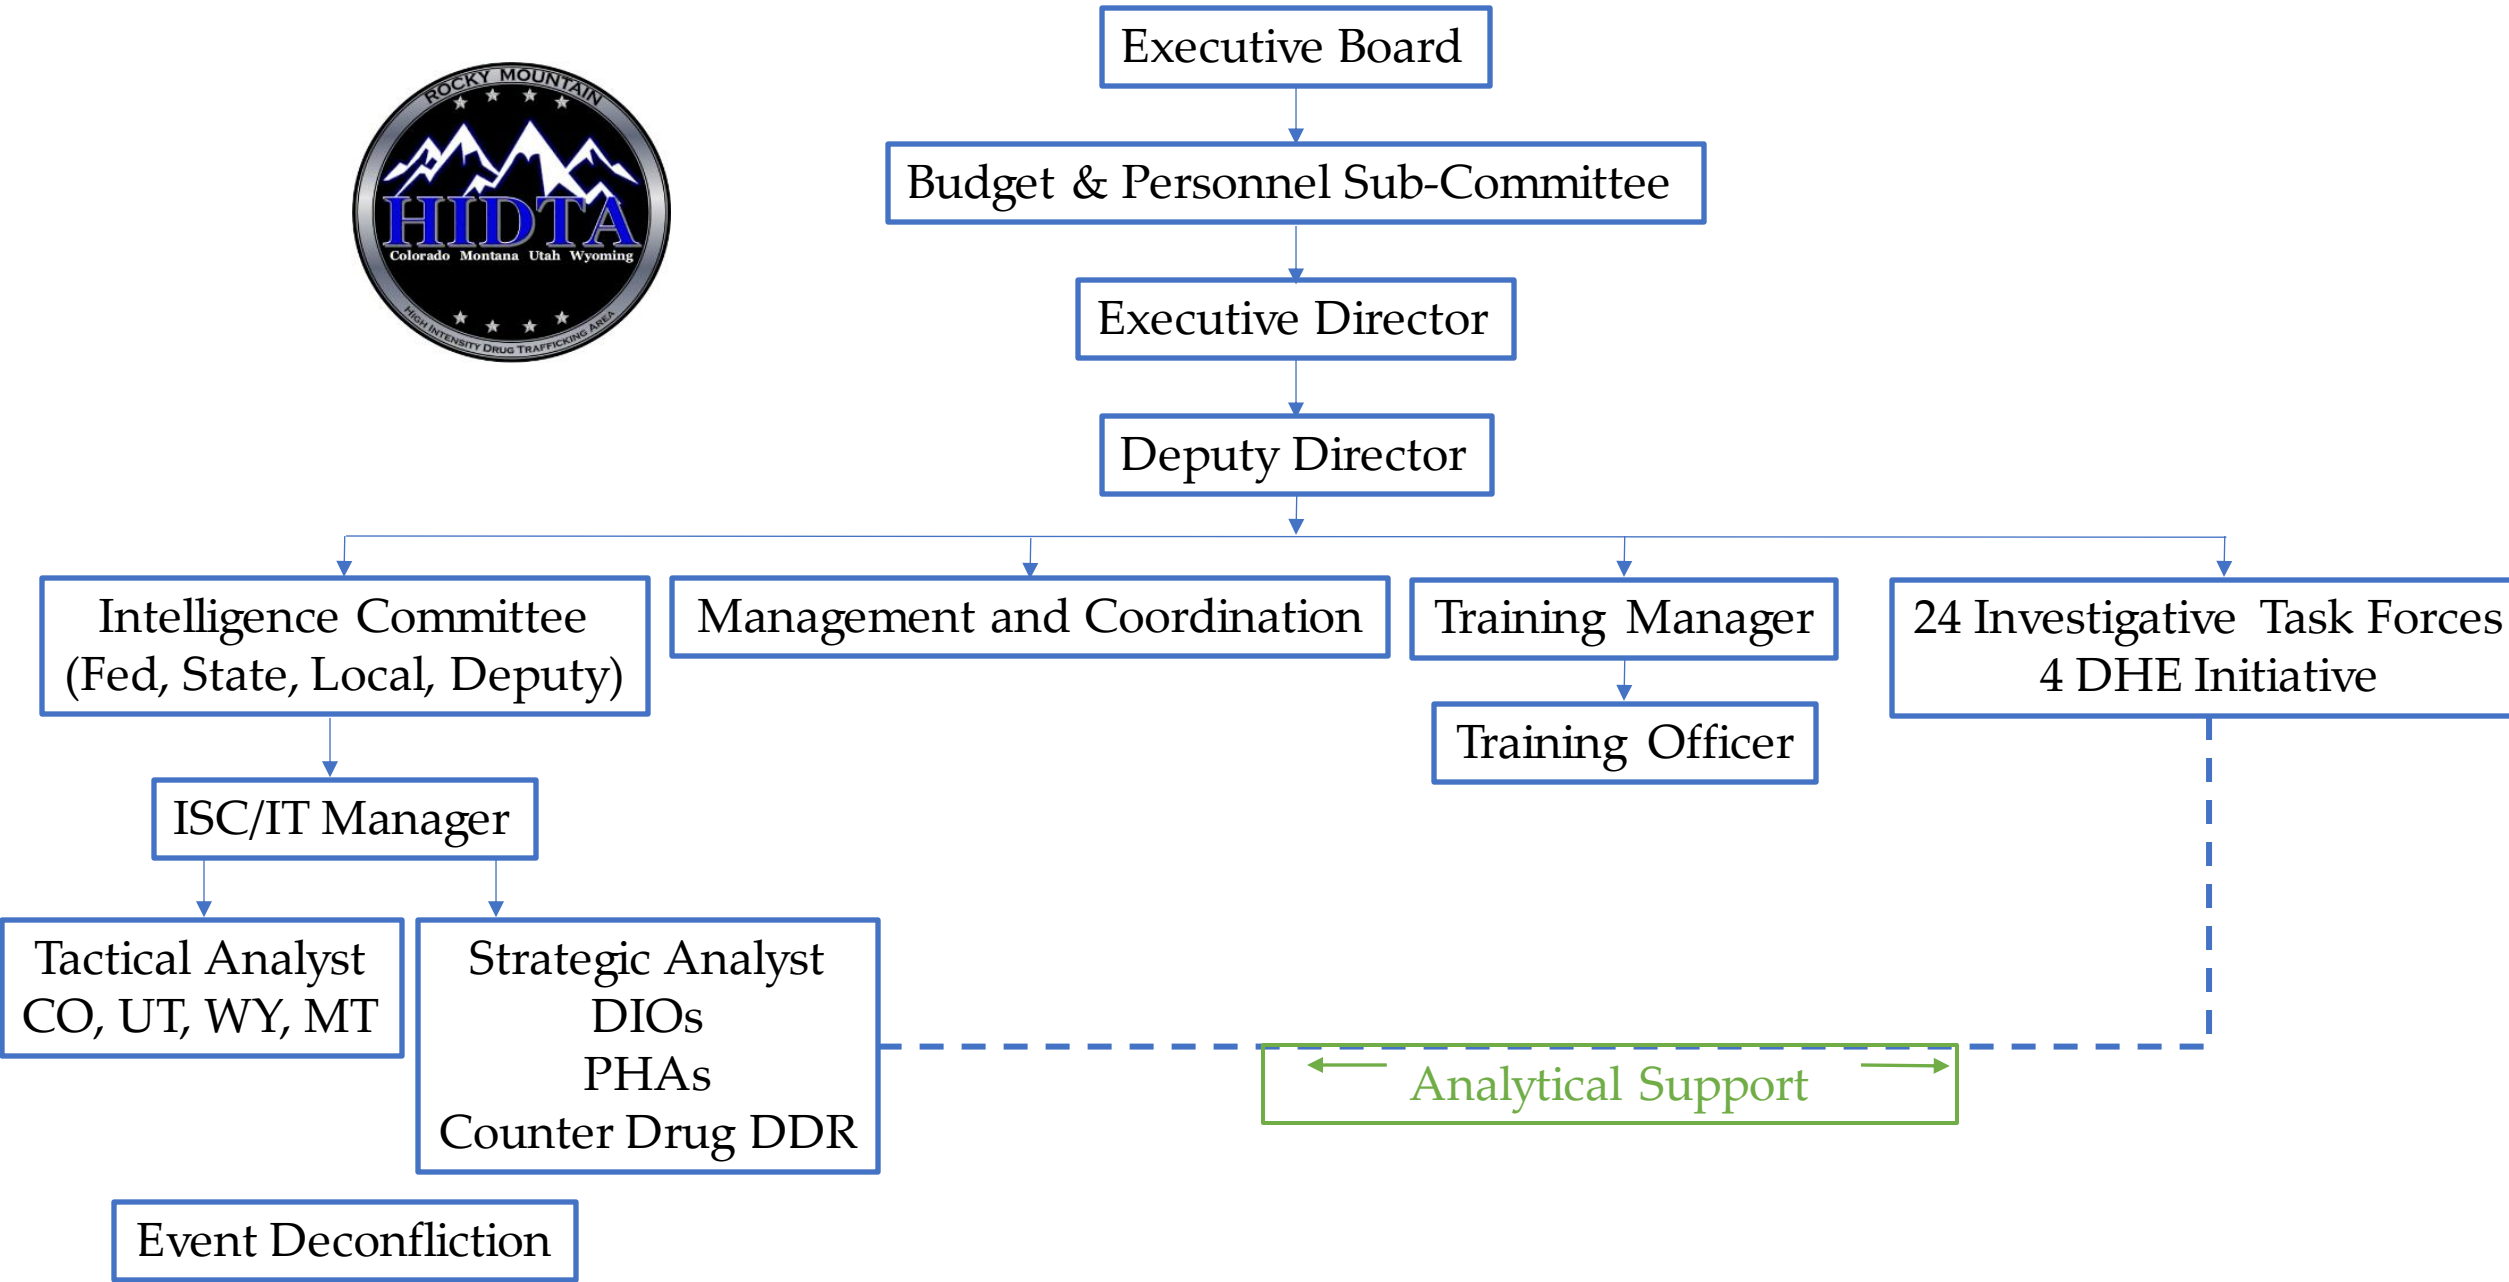 Executive Board
ROCKY MOUNTAIN
HIDTA
Colorado Montana Utah Wyoming
HIGH INTENSITY DRUG TRAFFICKING AREA
Budget & Personnel Sub-Committee
Executive Director
Deputy Director
Intelligence Committee
(Fed, State, Local, Deputy)
Management and Coordination
Training Manager
24 Investigative Task Forces
4 DHE Initiative
Training Officer
ISC/IT Manager
Tactical Analyst
CO, UT, WY, MT
Strategic Analyst
DIOs
PHAs
Counter Drug DDR
Analytical Support
Event Deconfliction